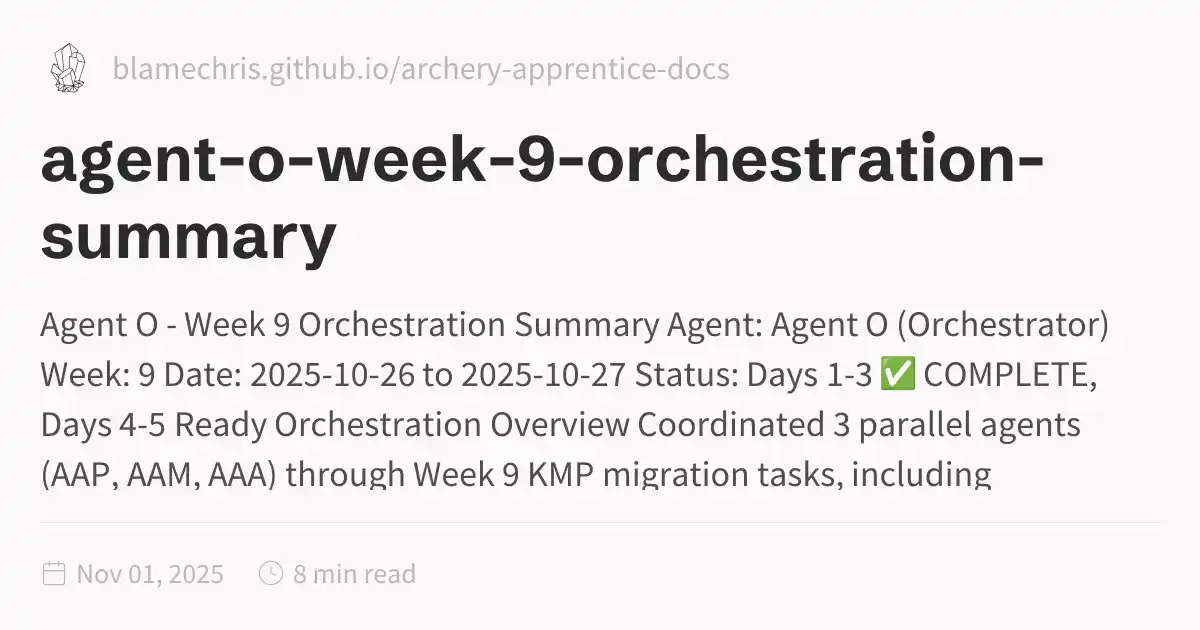 blamechris.github.io/archery-apprentice-docs
agent-o-week-9-orchestration-
summary
Agent O - Week 9 Orchestration Summary Agent: Agent O (Orchestrator)
Week: 9 Date: 2025-10-26 to 2025-10-27 Status: Days 1-3 ✅ COMPLETE,
Days 4-5 Ready Orchestration Overview Coordinated 3 parallel agents
(AAP, AAM, AAA) through Week 9 KMP migration tasks, including
Nov 01, 2025
8 min read